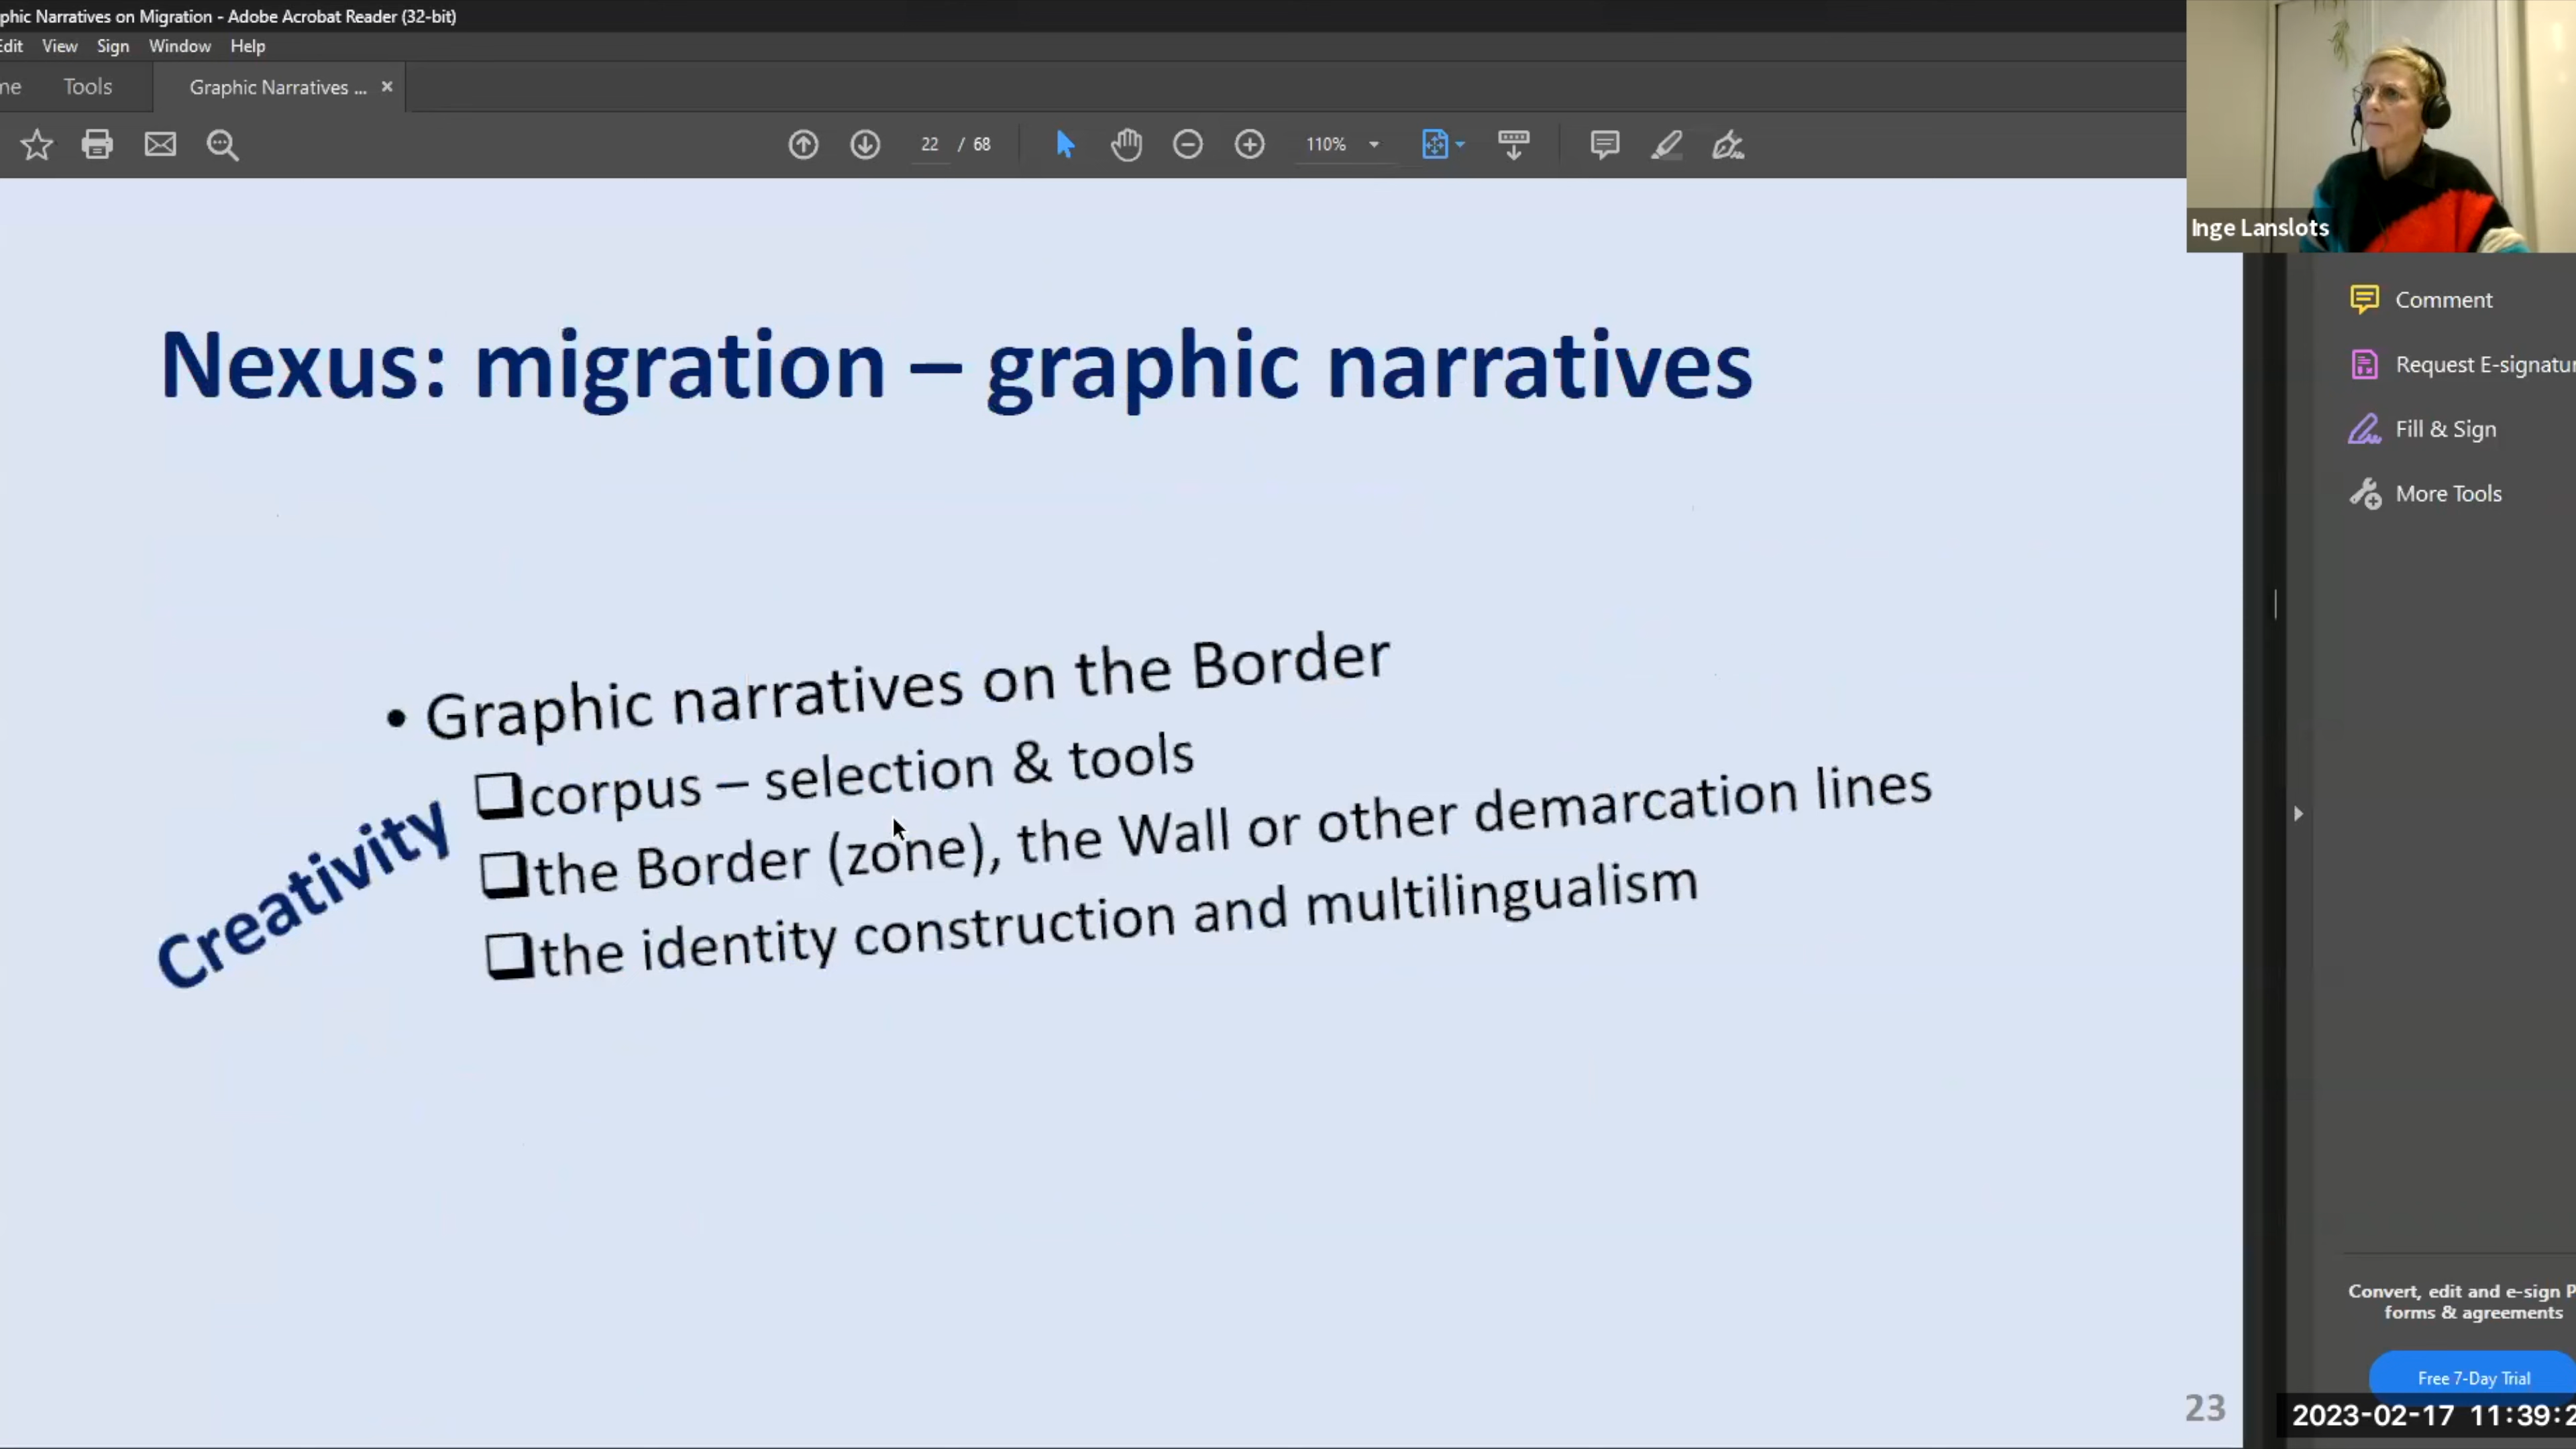 phic Narratives on Migration - Adobe Acrobat Reader (32-bit)
Edit View Sign Window Help
me Tools Graphic Narratives ... ×
22 / 68 110%
Inge Lanslots
Comment
Request E-signatur
Fill & Sign
More Tools
Nexus: migration – graphic narratives
• Graphic narratives on the Border
❑corpus – selection & tools
❑the Border (zone), the Wall or other demarcation lines
❑the identity construction and multilingualism
Creativity
Convert, edit and e-sign P
forms & agreements
Free 7-Day Trial
23
2023-02-17 11:39:2